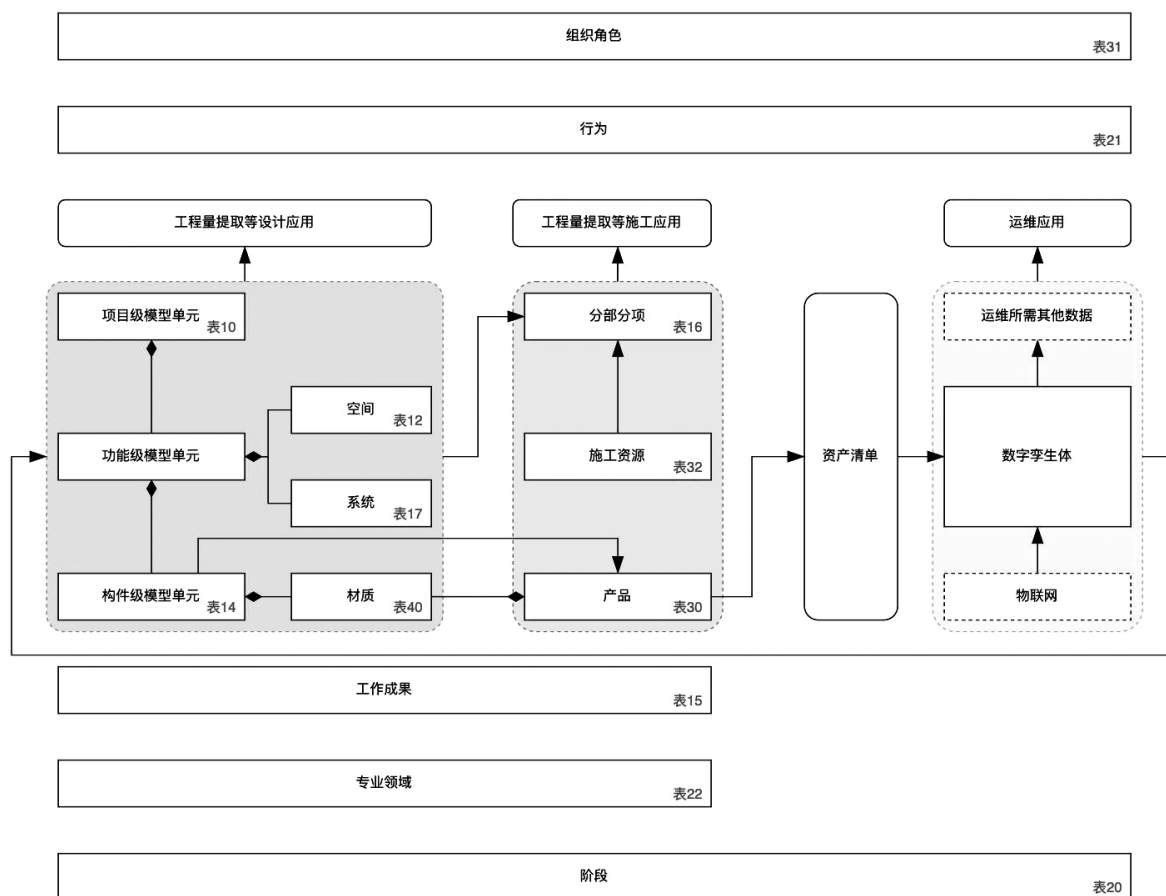 组织角色
表31
行为
表21
工程量提取等设计应用
工程量提取等施工应用
运维应用
项目级模型单元
表10
分部分项
表16
运维所需其他数据
空间
表12
功能级模型单元
施工资源
表32
资产清单
数字孪生体
系统
表17
构件级模型单元
表14
材质
表40
产品
表30
物联网
工作成果
表15
专业领域
表22
阶段
表20